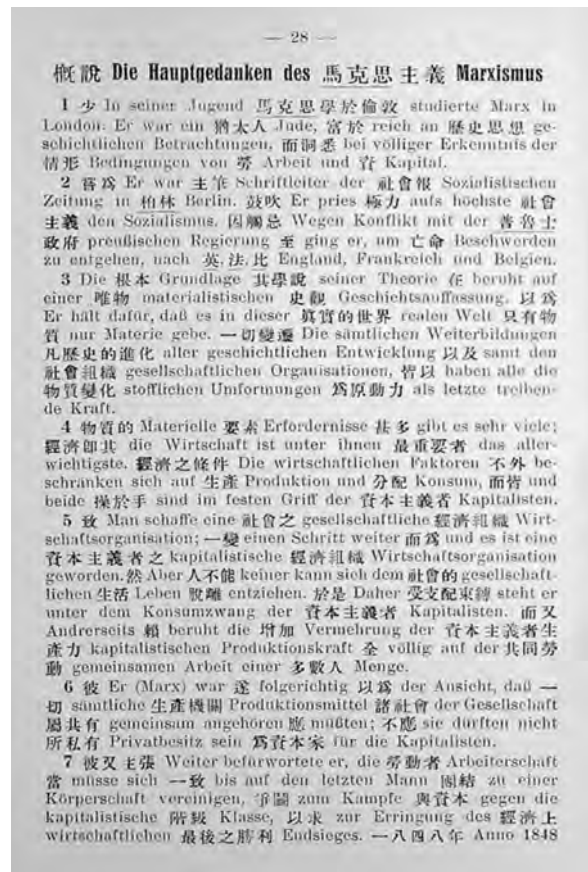 — 28 —
概說 Die Hauptgedanken des 馬克思主義 Marxismus
1 少 In seiner Jugend 馬克思學於倫敦 studierte Marx in
London. Er war ein 猶太人 Jude, 富於 reich an 歷史思想 ge-
schichtlichen Betrachtungen, 而洞悉 bei völliger Erkenntnis der
情形 Bedingungen von 勞 Arbeit und 資 Kapital.
2 嘗爲 Er war 主筆 Schriftleiter der 社會報 Sozialistischen
Zeitung in 柏林 Berlin. 鼓吹 Er pries 極力 aufs höchste 社會
主義 den Sozialismus. 因觸忌 Wegen Konflikt mit der 普魯士
政府 preußischen Regierung 至 ging er, um 亡命 Beschwerden
zu entgehen, nach 英.法.比 England, Frankreich und Belgien.
3 Die 根本 Grundlage 其學說 seiner Theorie 在 beruht auf
einer 唯物 materialistischen 史觀 Geschichtsauffassung. 以爲
Er hält dafür, daß es in dieser 眞實的世界 realen Welt 只有物
質 nur Materie gebe. 一切變遷 Die sämtlichen Weiterbildungen
凡歷史的進化 aller geschichtlichen Entwicklung 以及 samt den
社會組織 gesellschaftlichen Organisationen, 皆以 haben alle die
物質變化 stofflichen Umformungen 爲原動力 als letzte treiben-
de Kraft.
4 物質的 Materielle 要素 Erfordernisse 甚多 gibt es sehr viele;
經濟卽其 die Wirtschaft ist unter ihnen 最重要者 das aller-
wichtigste. 經濟之條件 Die wirtschaftlichen Faktoren 不外 be-
schränken sich auf 生產 Produktion und 分配 Konsum, 而皆 und
beide 操於手 sind im festen Griff der 資本主義者 Kapitalisten.
5 致 Man schaffe eine 社會之 gesellschaftliche 經濟組織 Wirt-
schaftsorganisation; 一變 einen Schritt weiter 而爲 und es ist eine
資本主義者之 kapitalistische 經濟組織 Wirtschaftsorganisation
geworden. 然 Aber 人不能 keiner kann sich dem 社會的 gesellschaft-
lichen 生活 Leben 脫離 entziehen. 於是 Daher 受支配束縛 steht er
unter dem Konsumzwang der 資本主義者 Kapitalisten. 而又
Andrerseits 賴 beruht die 增加 Vermehrung der 資本主義者生
產力 kapitalistischen Produktionskraft 全 völlig auf der 共同勞
動 gemeinsamen Arbeit einer 多數人 Menge.
6 彼 Er (Marx) war 遂 folgerichtig 以爲 der Ansicht, daß 一
切 sämtliche 生產機關 Produktionsmittel 諸社會 der Gesellschaft
屬共有 gemeinsam angehören 應 müßten; 不應 sie dürften nicht
所私有 Privatbesitz sein 爲資本家 für die Kapitalisten.
7 彼又主張 Weiter befürwortete er, die 勞動者 Arbeiterschaft
當 müsse sich 一致 bis auf den letzten Mann 團結 zu einer
Körperschaft vereinigen, 爭鬪 zum Kampfe 與資本 gegen die
kapitalistische 階級 Klasse, 以求 zur Erringung des 經濟上
wirtschaftlichen 最後之勝利 Endsieges. 一八四八年 Anno 1848